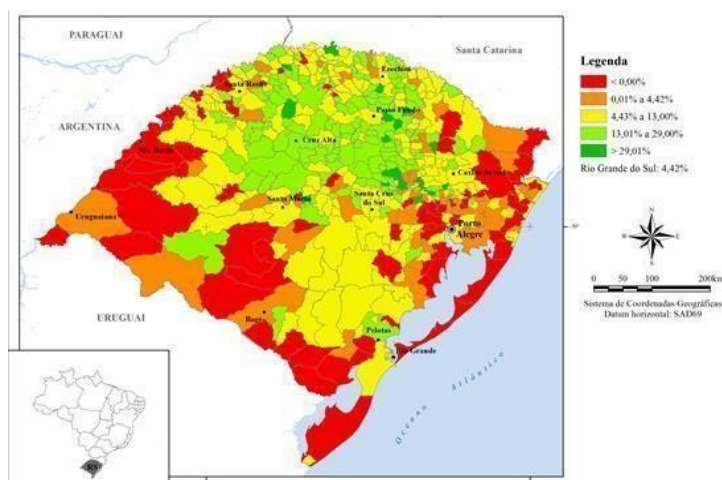 PARAGUAI
Santa Catarina
Erechim
Santa Rosa
Passo Fundo
ARGENTINA
Cruz Alta
São Borja
Caxias do Sul
Santa Maria
Santa Cruz
do Sul
Uruguaiana
Porto
Alegre
30°
URUGUAI
Bagé
Pelotas
Rio Grande
Oceano Atlântico
RS
Legenda
< 0,00%
0,01% a 4,42%
4,43% a 13,00%
13,01% a 29,00%
> 29,01%
Rio Grande do Sul: 4,42%
N
W E
S
0 50 100 200km
Sistema de Coordenadas Geográficas
Datum horizontal: SAD69